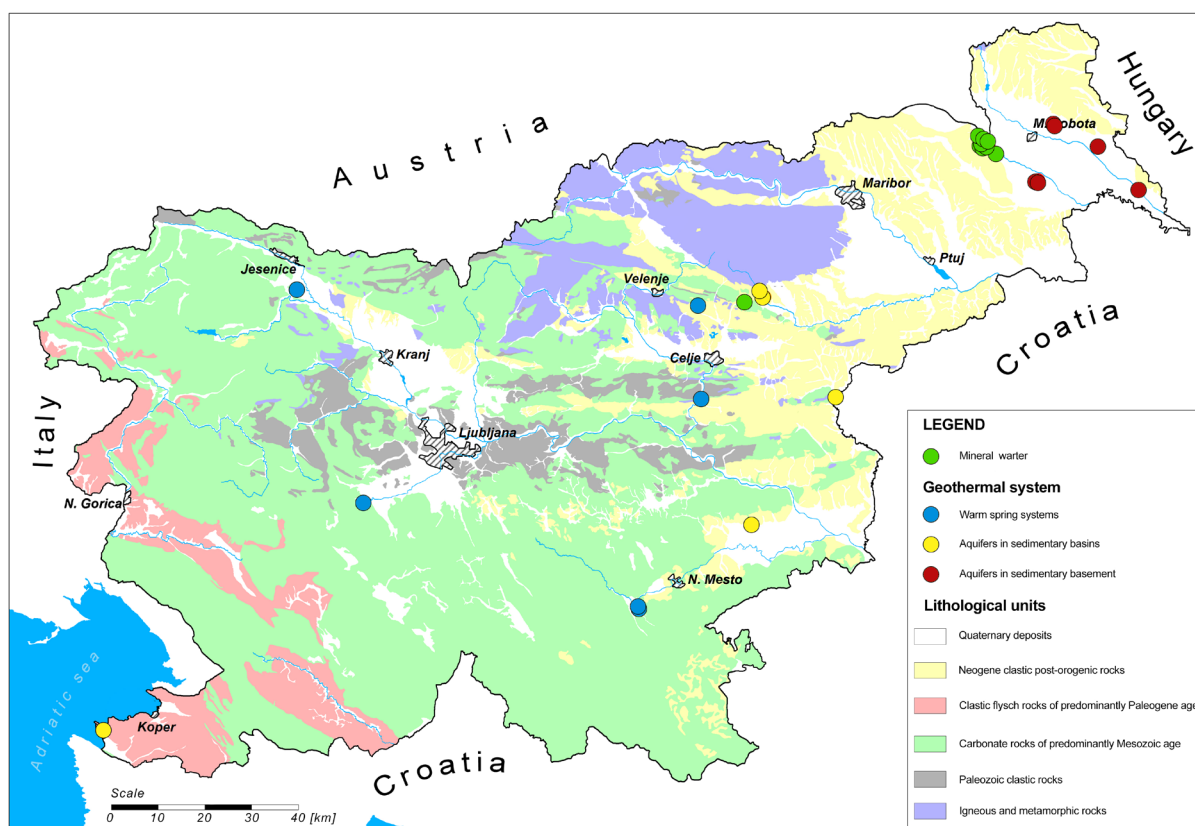 Austria
Hungary
M. Sobota
Maribor
Ptuj
Jesenice
Velenje
Croatia
Kranj
Celje
Italy
Ljubljana
N. Gorica
N. Mesto
Adriatic sea
Koper
Croatia
Scale
0 10 20 30 40 [km]
LEGEND
Mineral warter
Geothermal system
Warm spring systems
Aquifers in sedimentary basins
Aquifers in sedimentary basement
Lithological units
Quaternary deposits
Neogene clastic post-orogenic rocks
Clastic flysch rocks of predominantly Paleogene age
Carbonate rocks of predominantly Mesozoic age
Paleozoic clastic rocks
Igneous and metamorphic rocks